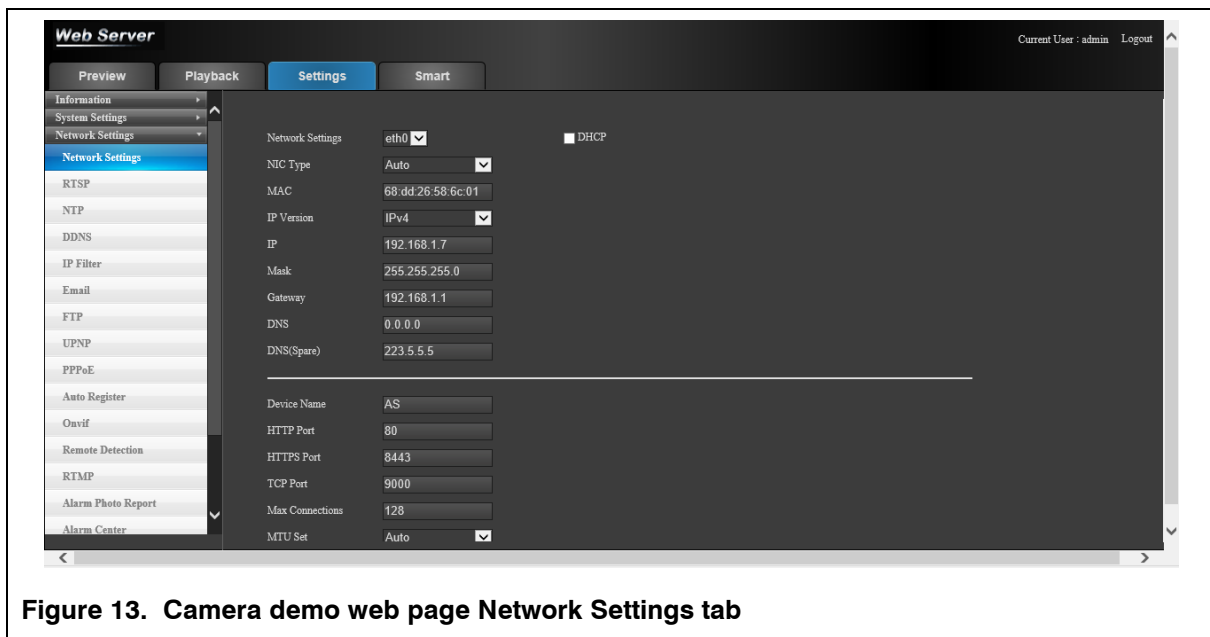 Web Server
Current User : admin Logout
Preview Playback Settings Smart
Information
System Settings
Network Settings
Network Settings
RTSP
NTP
DDNS
IP Filter
Email
FTP
UPNP
PPPoE
Auto Register
Onvif
Remote Detection
RTMP
Alarm Photo Report
Alarm Center
Network Settings eth0 DHCP
NIC Type Auto
MAC 68:dd:26:58:6c:01
IP Version IPv4
IP 192.168.1.7
Mask 255.255.255.0
Gateway 192.168.1.1
DNS 0.0.0.0
DNS(Spare) 223.5.5.5
Device Name AS
HTTP Port 80
HTTPS Port 8443
TCP Port 9000
Max Connections 128
MTU Set Auto
Figure 13. Camera demo web page Network Settings tab